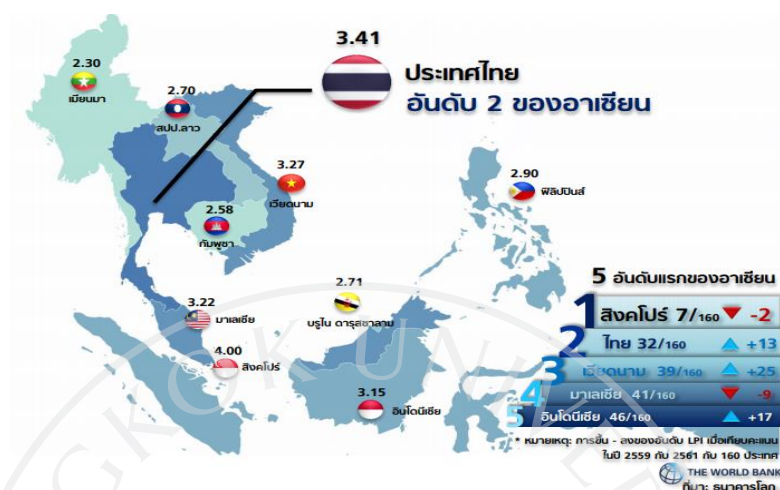 3.41
ประเทศไทย
อันดับ 2 ของอาเซียน
2.30
เมียนมา
2.70
สปป.ลาว
3.27
เวียดนาม
2.58
กัมพูชา
2.90
ฟิลิปปินส์
2.71
บรูไน ดารุสซาลาม
3.22
มาเลเซีย
4.00
สิงคโปร์
3.15
อินโดนีเซีย
5 อันดับแรกของอาเซียน
1 สิงคโปร์ 7/160 ▼ -2
2 ไทย 32/160 ▲ +13
3 เวียดนาม 39/160 ▲ +25
4 มาเลเซีย 41/160 ▼ -9
5 อินโดนีเซีย 46/160 ▲ +17
* หมายเหตุ: การขึ้น - ลงของอันดับ LPI เมื่อเทียบคะแนน
ในปี 2559 กับ 2561 กับ 160 ประเทศ
THE WORLD BANK
ที่มา: ธนาคารโลก